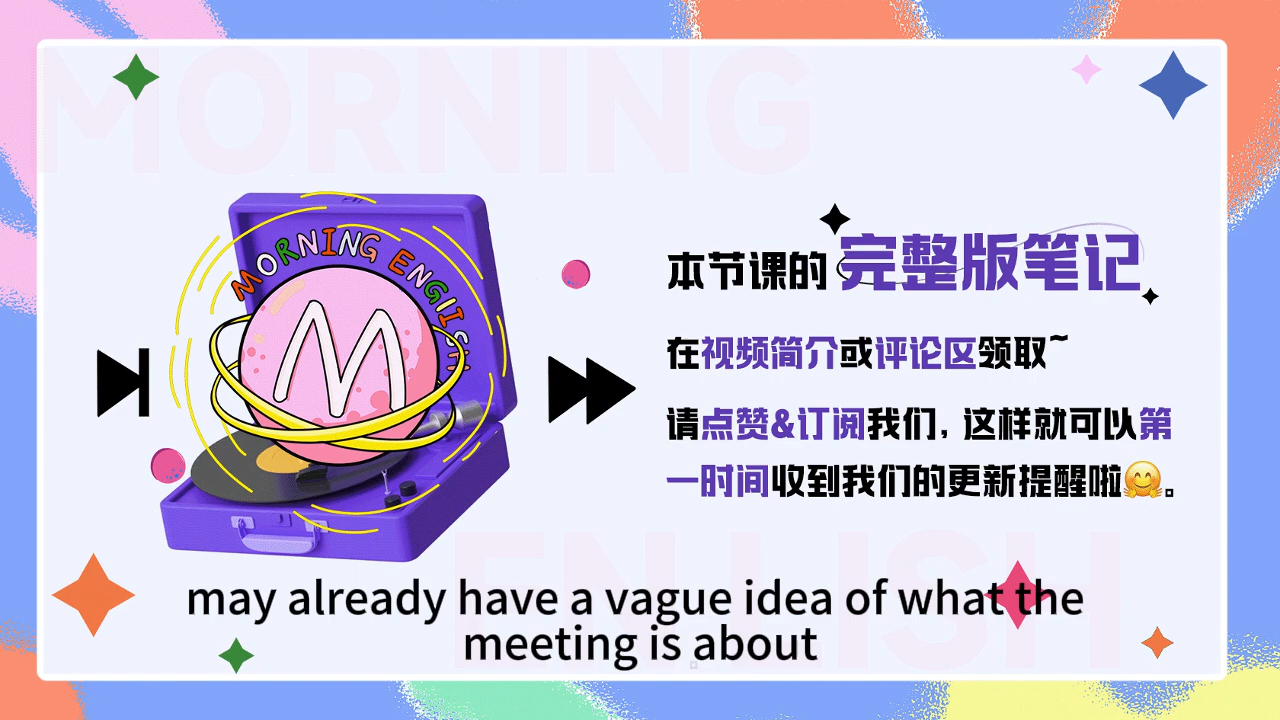 MORNING
MORNING ENGlISH
M
本节课的 完整版笔记
在视频简介或评论区领取~
请点赞&订阅我们, 这样就可以第
一时间收到我们的更新提醒啦🤗。
may already have a vague idea of what the
meeting is about